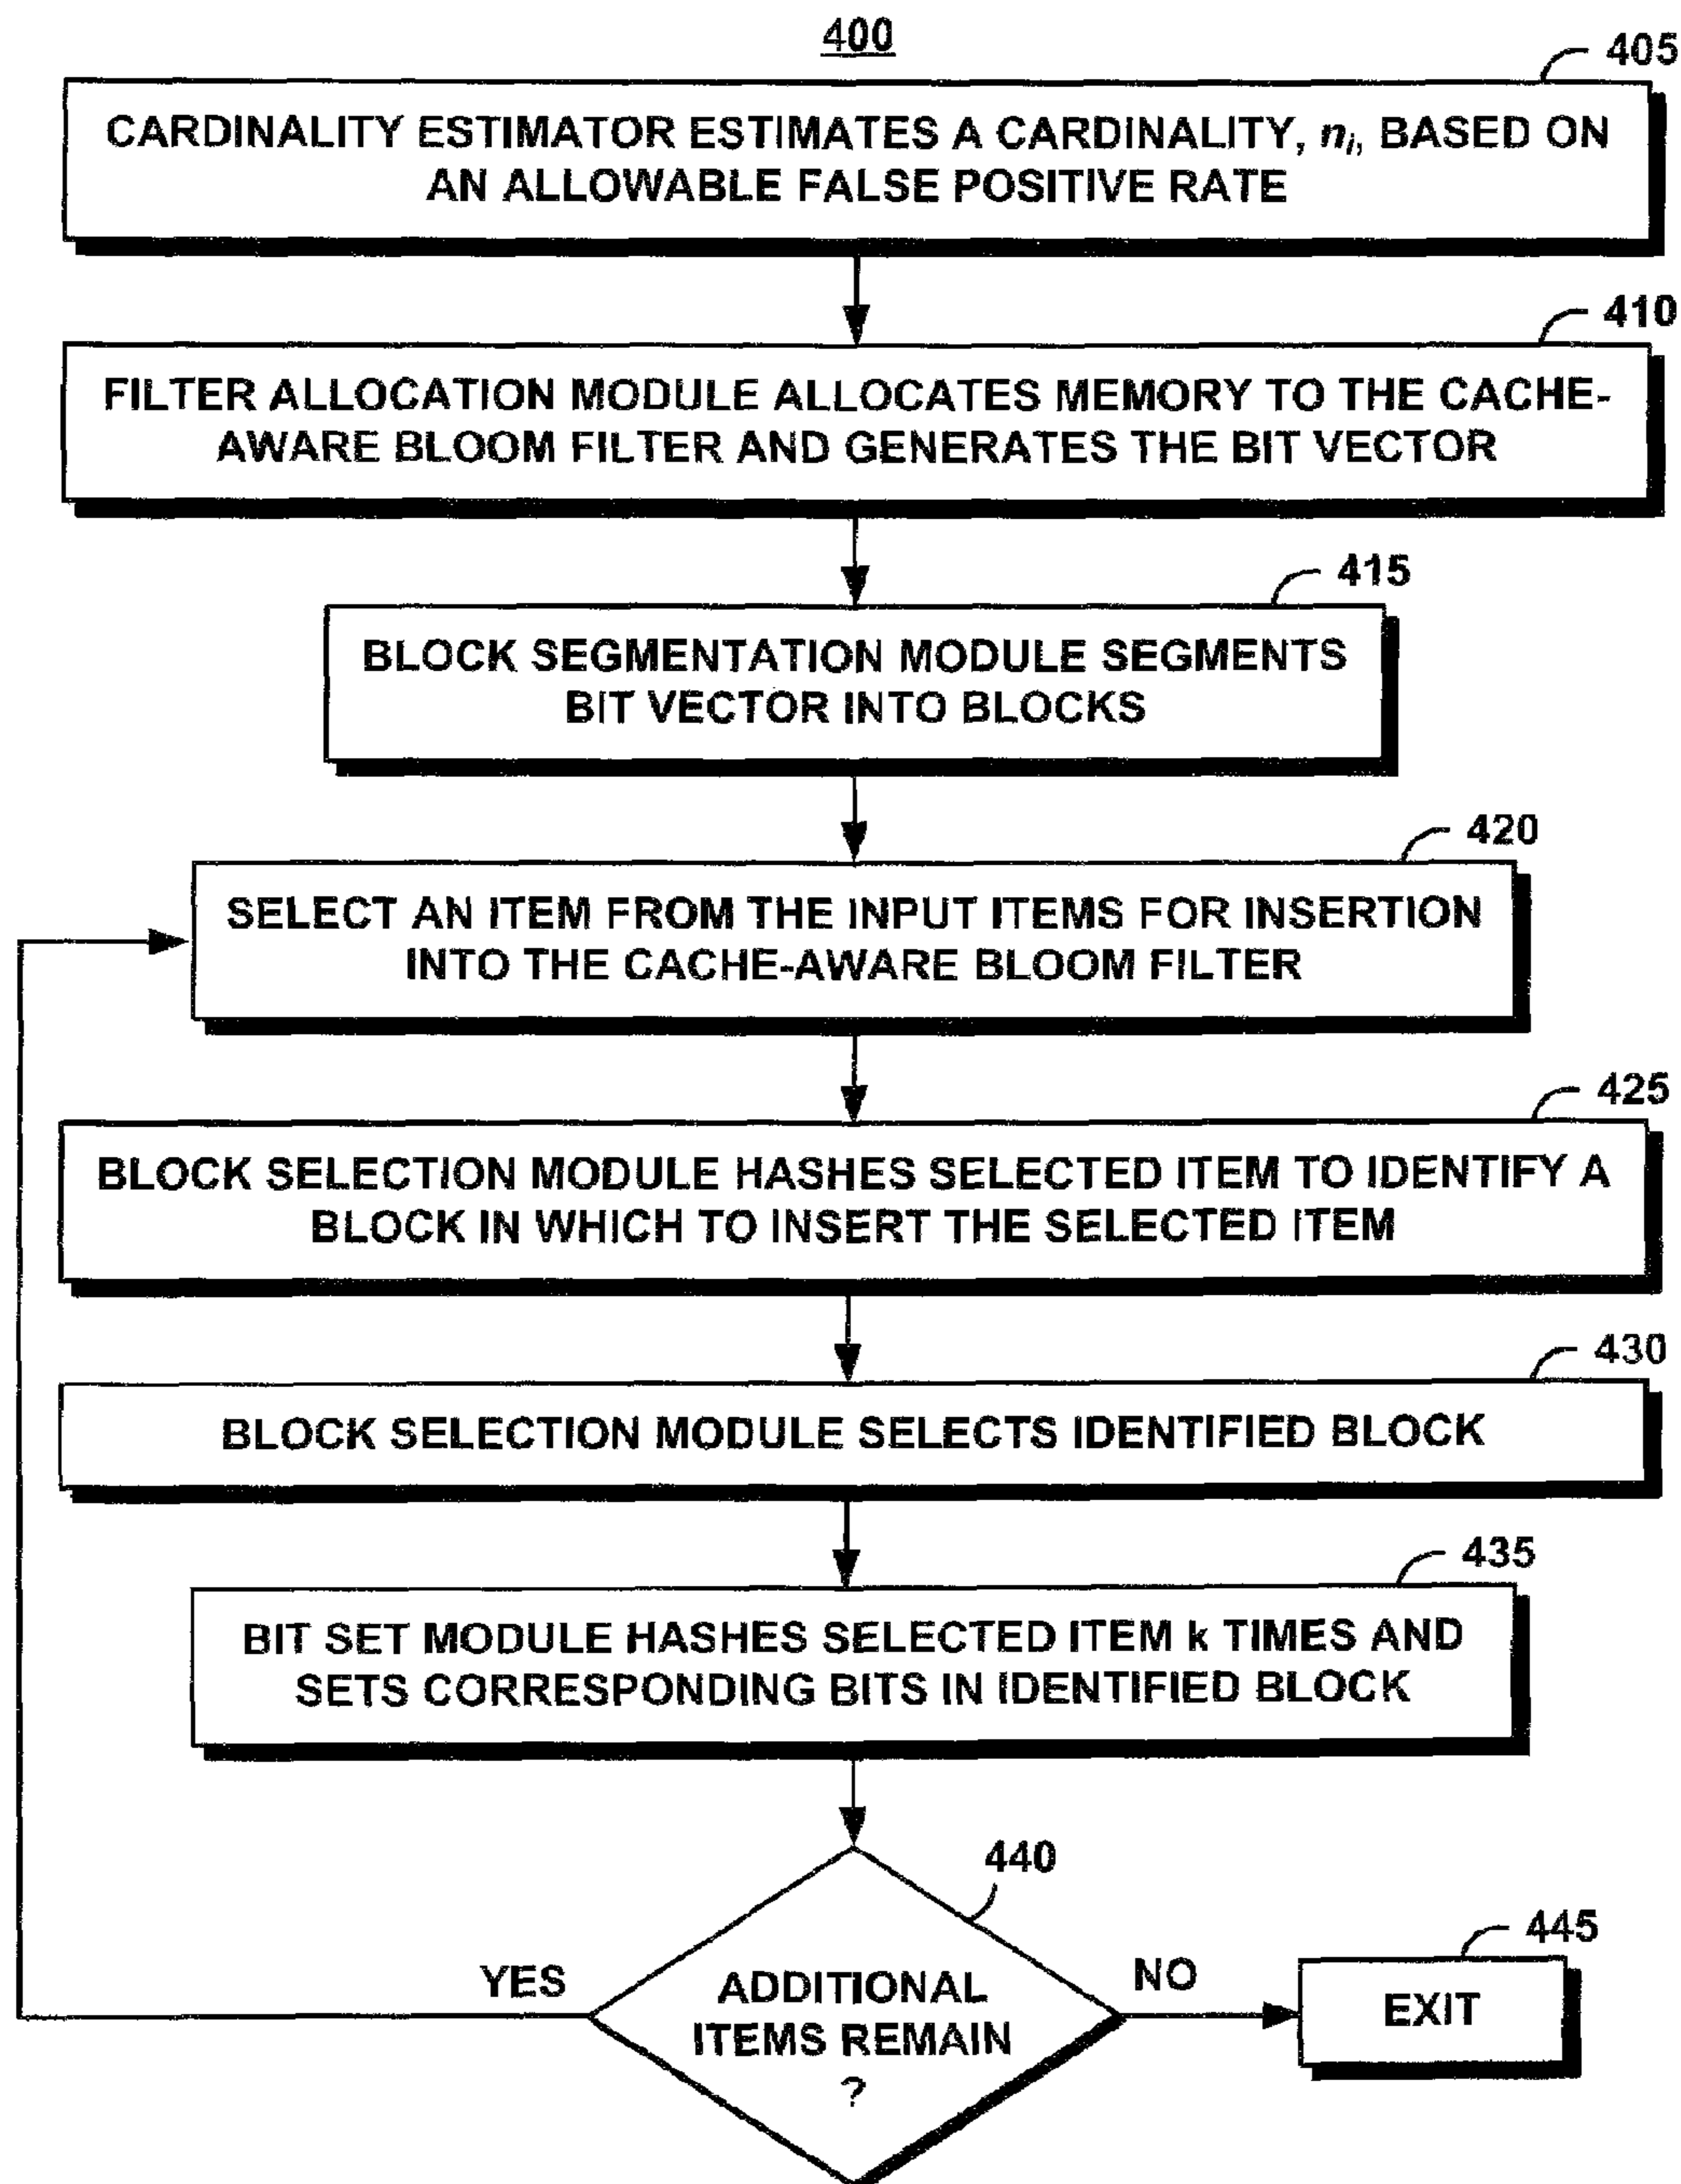 400
405
CARDINALITY ESTIMATOR ESTIMATES A CARDINALITY, ni, BASED ON
AN ALLOWABLE FALSE POSITIVE RATE
410
FILTER ALLOCATION MODULE ALLOCATES MEMORY TO THE CACHE-
AWARE BLOOM FILTER AND GENERATES THE BIT VECTOR
415
BLOCK SEGMENTATION MODULE SEGMENTS
BIT VECTOR INTO BLOCKS
420
SELECT AN ITEM FROM THE INPUT ITEMS FOR INSERTION
INTO THE CACHE-AWARE BLOOM FILTER
425
BLOCK SELECTION MODULE HASHES SELECTED ITEM TO IDENTIFY A
BLOCK IN WHICH TO INSERT THE SELECTED ITEM
430
BLOCK SELECTION MODULE SELECTS IDENTIFIED BLOCK
435
BIT SET MODULE HASHES SELECTED ITEM k TIMES AND
SETS CORRESPONDING BITS IN IDENTIFIED BLOCK
440
YES
ADDITIONAL
ITEMS REMAIN
?
NO
445
EXIT